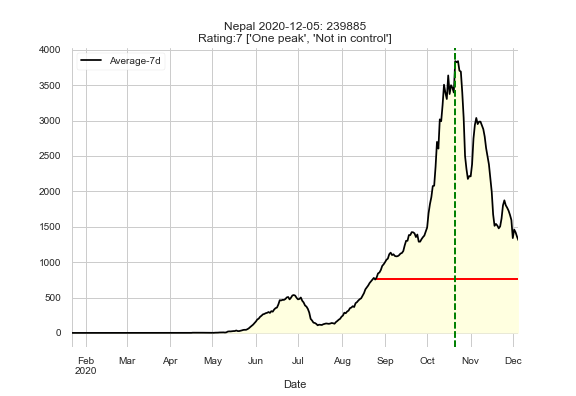 Nepal 2020-12-05: 239885
Rating:7 ['One peak', 'Not in control']
Average-7d
4000
3500
3000
2500
2000
1500
1000
500
0
Feb Mar Apr May Jun Jul Aug Sep Oct Nov Dec
2020
Date